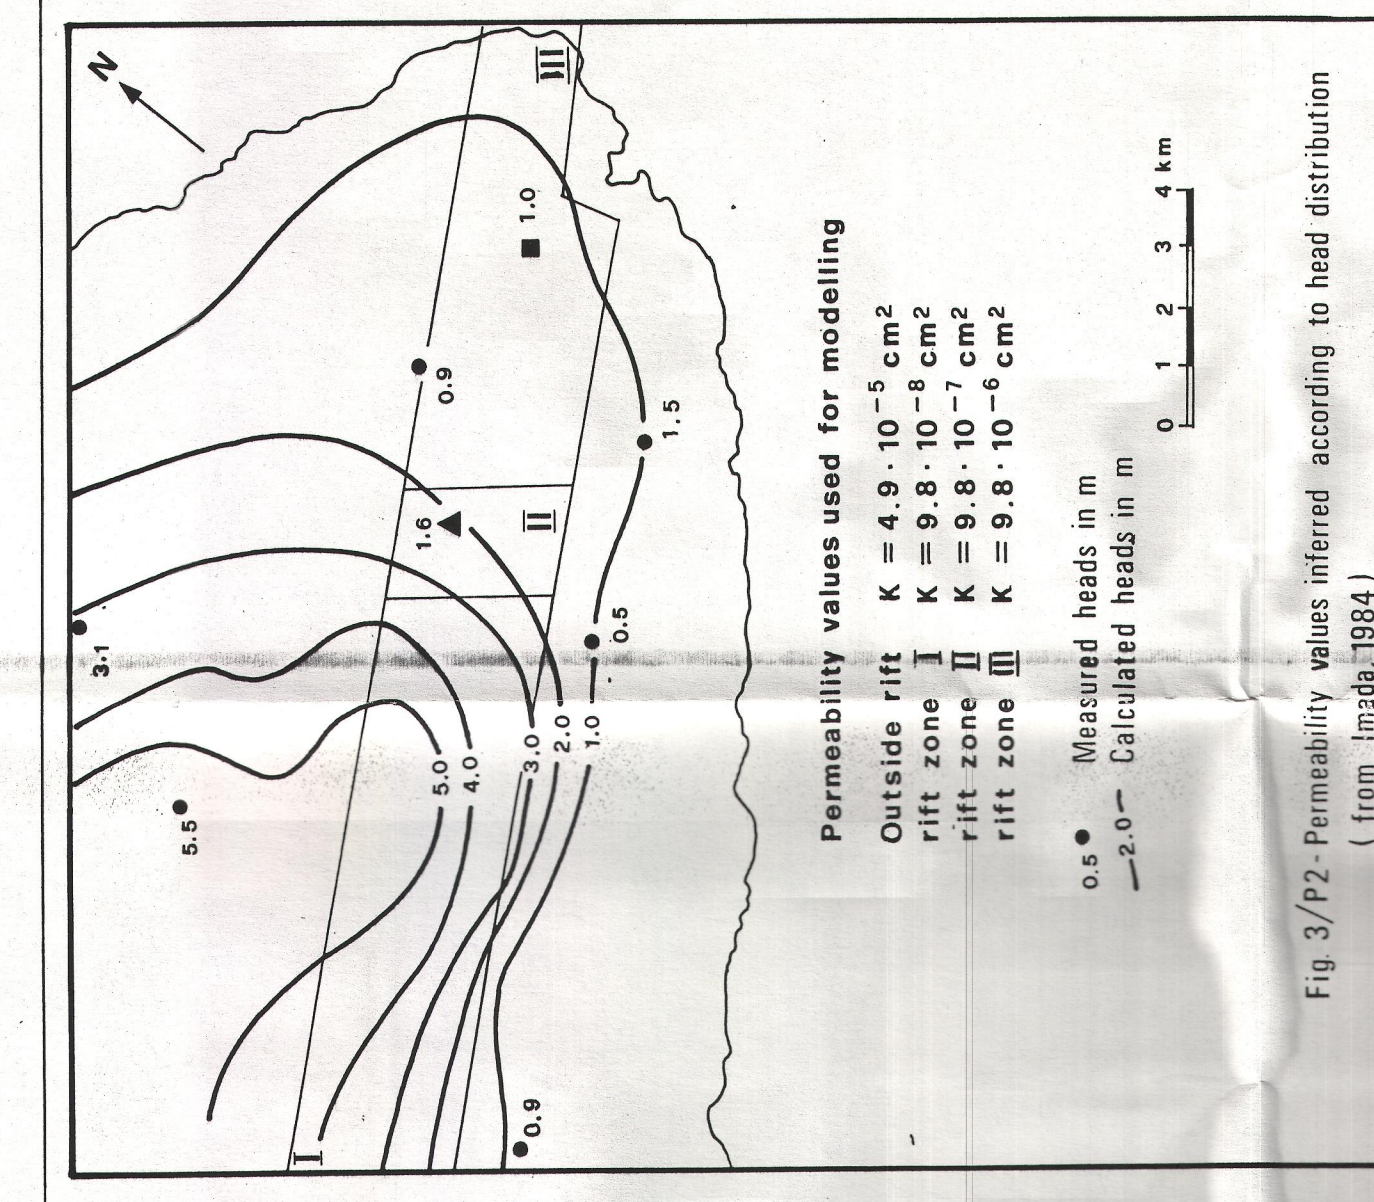 N
III
1.0
0.9
1.5
1.6
II
3.1
0.5
5.5
5.0
4.0
3.0
2.0
1.0
I
0.9
Permeability values used for modelling
Outside rift K = 4.9 · 10⁻⁵ cm²
rift zone I K = 9.8 · 10⁻⁸ cm²
rift zone II K = 9.8 · 10⁻⁷ cm²
rift zone III K = 9.8 · 10⁻⁶ cm²
0.5 Measured heads in m
2.0 Calculated heads in m
0 1 2 3 4 km
Fig. 3/P2 - Permeability values inferred according to head distribution
( from Imada, 1984 )